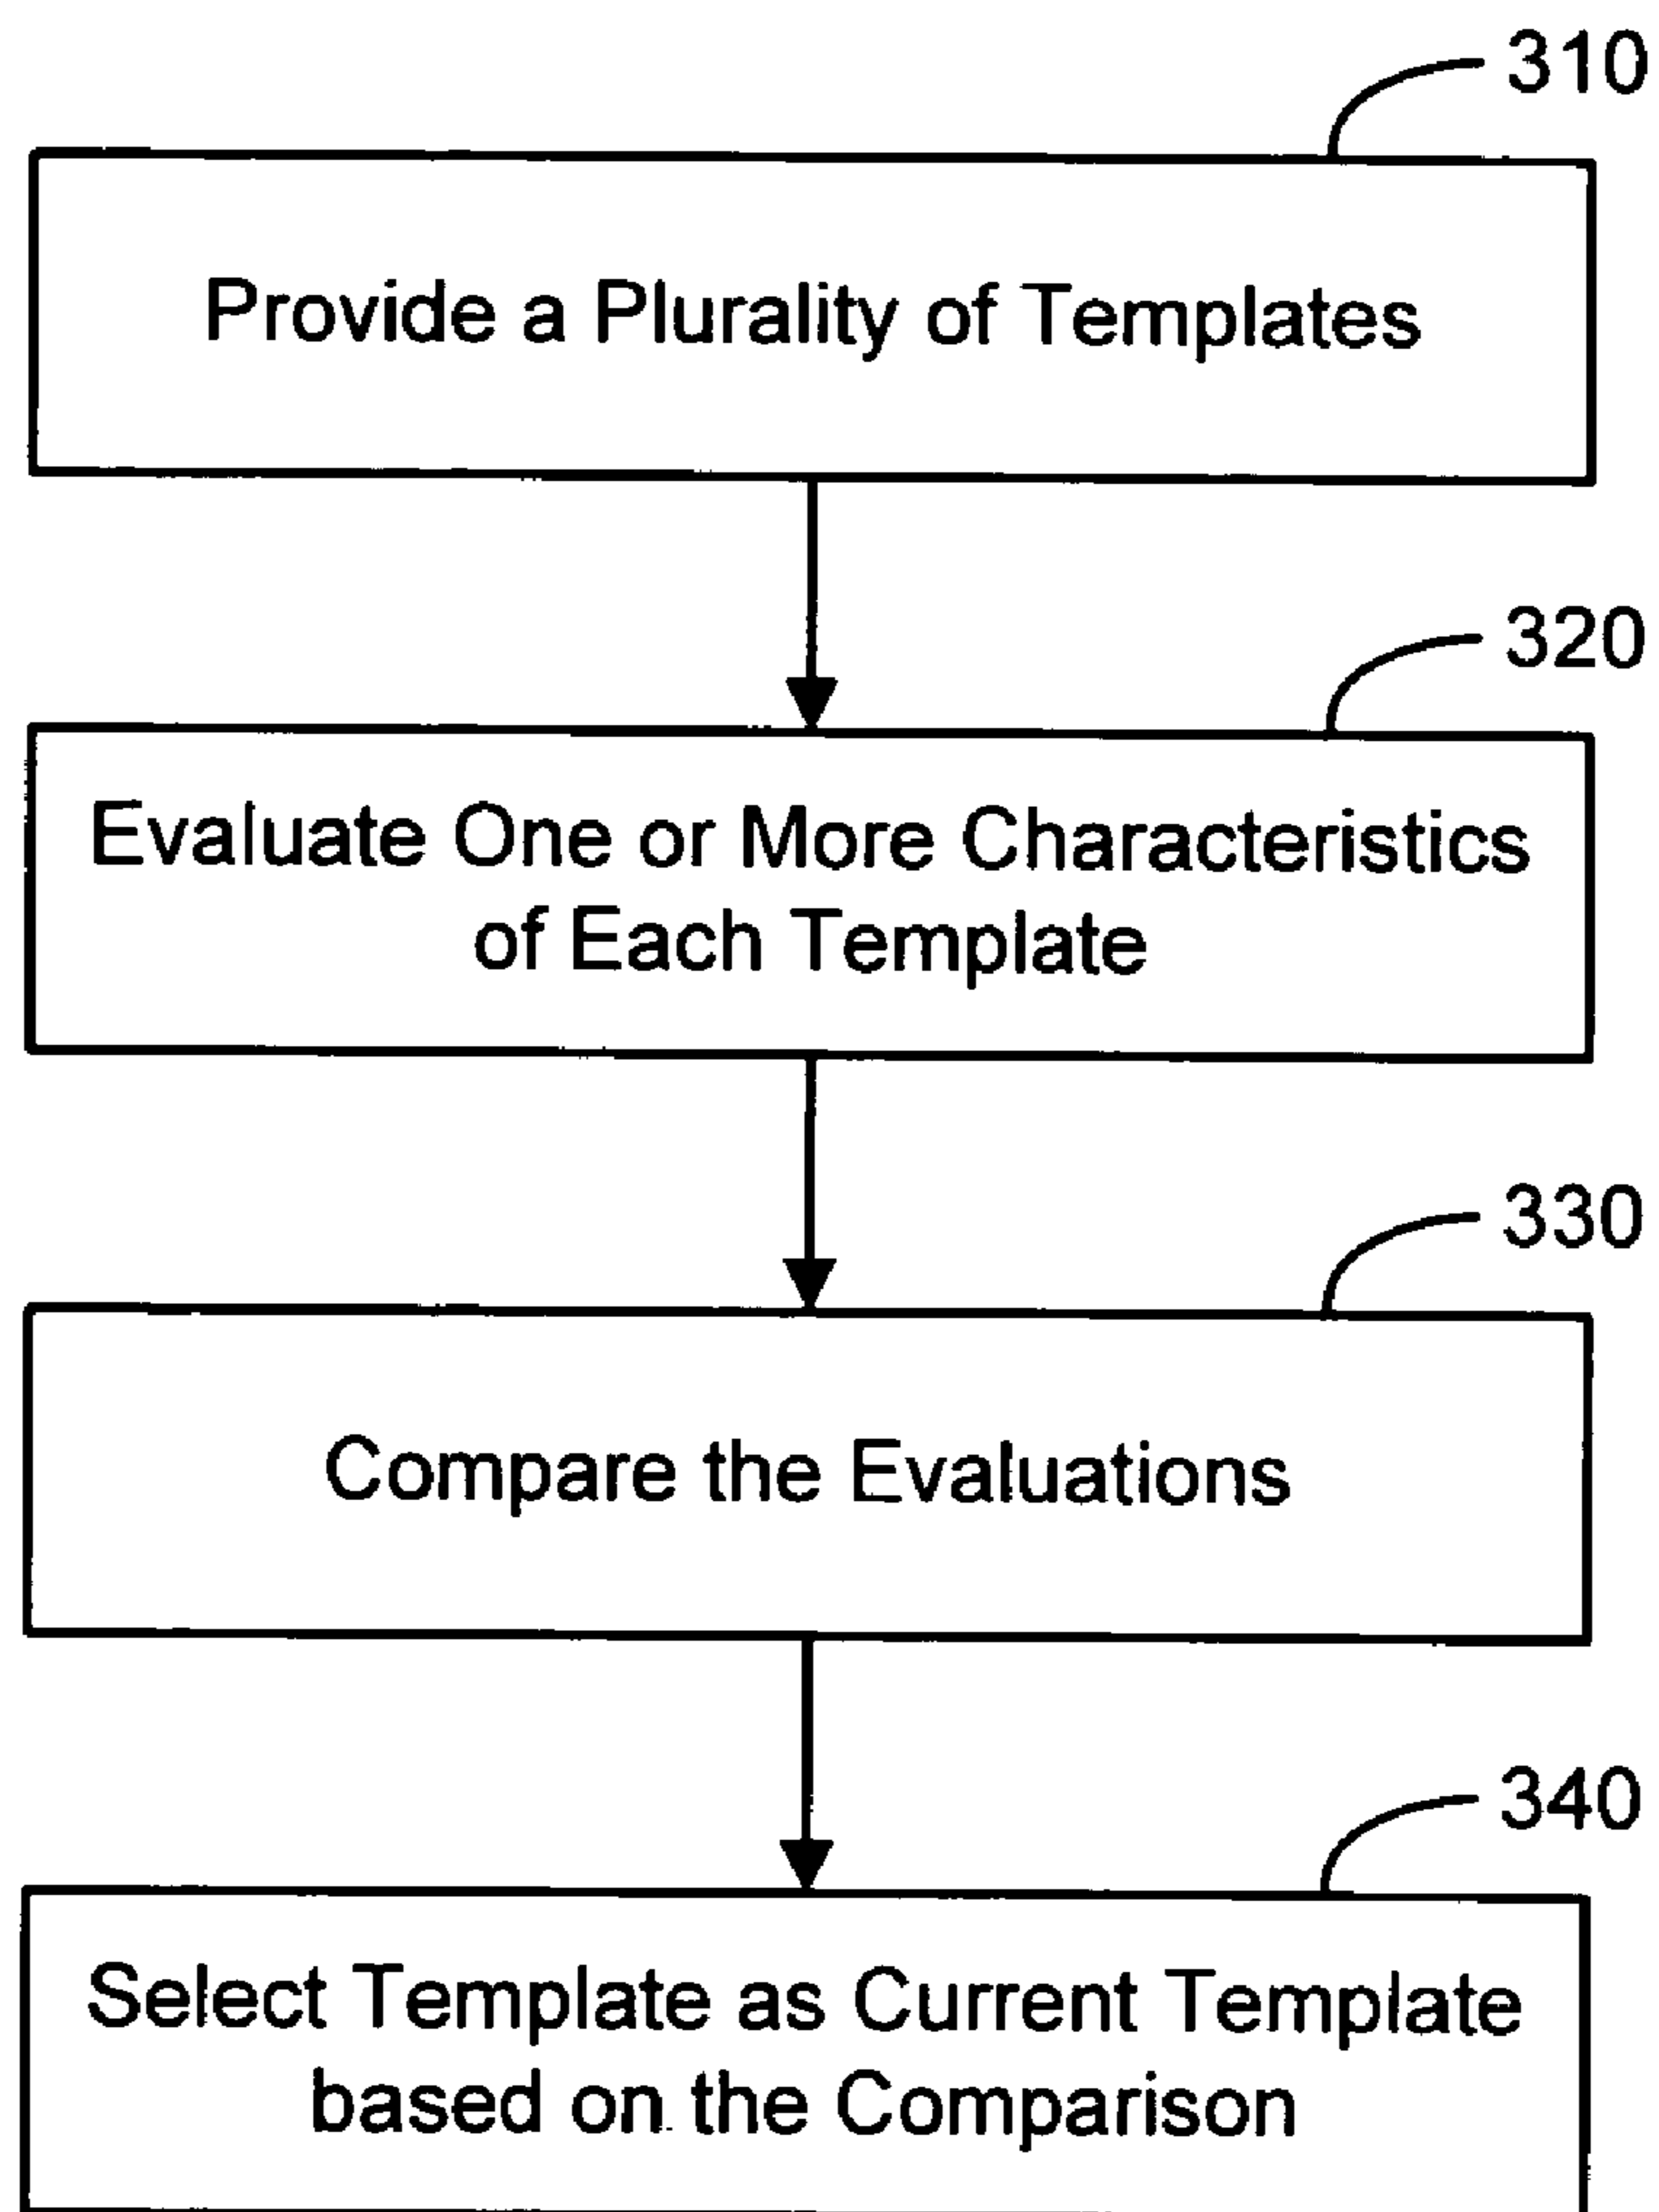 310
Provide a Plurality of Templates
320
Evaluate One or More Characteristics
of Each Template
330
Compare the Evaluations
340
Select Template as Current Template
based on the Comparison